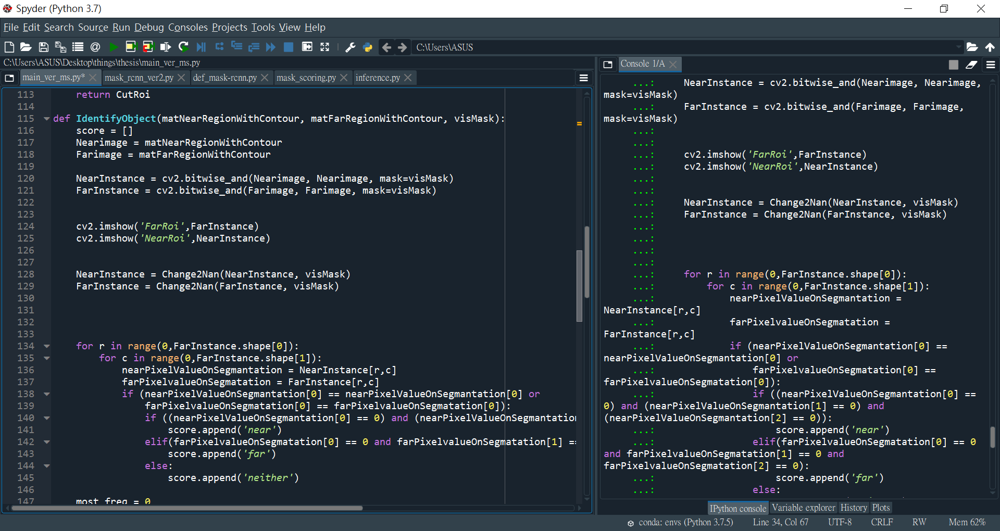 Spyder (Python 3.7)
File Edit Search Source Run Debug Consoles Projects Tools View Help
C:\Users\ASUS
C:\Users\ASUS\Desktop\things\thesis\main_ver_ms.py
main_ver_ms.py* mask_rcnn_ver2.py def_mask-rcnn.py mask_scoring.py inference.py
113     return CutRoi
114
115 def IdentifyObject(matNearRegionWithContour, matFarRegionWithContour, visMask):
116     score = []
117     Nearimage = matNearRegionWithContour
118     Farimage = matFarRegionWithContour
119
120     NearInstance = cv2.bitwise_and(Nearimage, Nearimage, mask=visMask)
121     FarInstance = cv2.bitwise_and(Farimage, Farimage, mask=visMask)
122
123
124     cv2.imshow('FarRoi',FarInstance)
125     cv2.imshow('NearRoi',NearInstance)
126
127
128     NearInstance = Change2Nan(NearInstance, visMask)
129     FarInstance = Change2Nan(FarInstance, visMask)
130
131
132
133
134     for r in range(0,FarInstance.shape[0]):
135         for c in range(0,FarInstance.shape[1]):
136             nearPixelValueOnSegmantation = NearInstance[r,c]
137             farPixelvalueOnSegmatation = FarInstance[r,c]
138             if (nearPixelValueOnSegmantation[0] == nearPixelValueOnSegmantation[0] or
139                 farPixelvalueOnSegmatation[0] == farPixelvalueOnSegmatation[0]):
140                 if ((nearPixelValueOnSegmantation[0] == 0) and (nearPixelValueOnSegmantation
141                     score.append('near')
142                 elif(farPixelvalueOnSegmatation[0] == 0 and farPixelvalueOnSegmatation[1] ==
143                     score.append('far')
144                 else:
145                     score.append('neither')
146
147     most_freq = 0
Console 1/A
...:     NearInstance = cv2.bitwise_and(Nearimage, Nearimage,
mask=visMask)
...:     FarInstance = cv2.bitwise_and(Farimage, Farimage,
mask=visMask)
...:
...:
...:     cv2.imshow('FarRoi',FarInstance)
...:     cv2.imshow('NearRoi',NearInstance)
...:
...:
...:     NearInstance = Change2Nan(NearInstance, visMask)
...:     FarInstance = Change2Nan(FarInstance, visMask)
...:
...:
...:
...:
...:     for r in range(0,FarInstance.shape[0]):
...:         for c in range(0,FarInstance.shape[1]):
...:             nearPixelValueOnSegmantation =
NearInstance[r,c]
...:             farPixelvalueOnSegmatation =
FarInstance[r,c]
...:             if (nearPixelValueOnSegmantation[0] ==
nearPixelValueOnSegmantation[0] or
...:                 farPixelvalueOnSegmatation[0] ==
farPixelvalueOnSegmatation[0]):
...:                 if ((nearPixelValueOnSegmantation[0] ==
0) and (nearPixelValueOnSegmantation[1] == 0) and
(nearPixelValueOnSegmantation[2] == 0)):
...:                     score.append('near')
...:                 elif(farPixelvalueOnSegmatation[0] == 0
and farPixelvalueOnSegmatation[1] == 0 and
farPixelvalueOnSegmatation[2] == 0):
...:                     score.append('far')
...:                 else:
IPython console Variable explorer History Plots
conda: envs (Python 3.7.5) Line 34, Col 67 UTF-8 CRLF RW Mem 62%